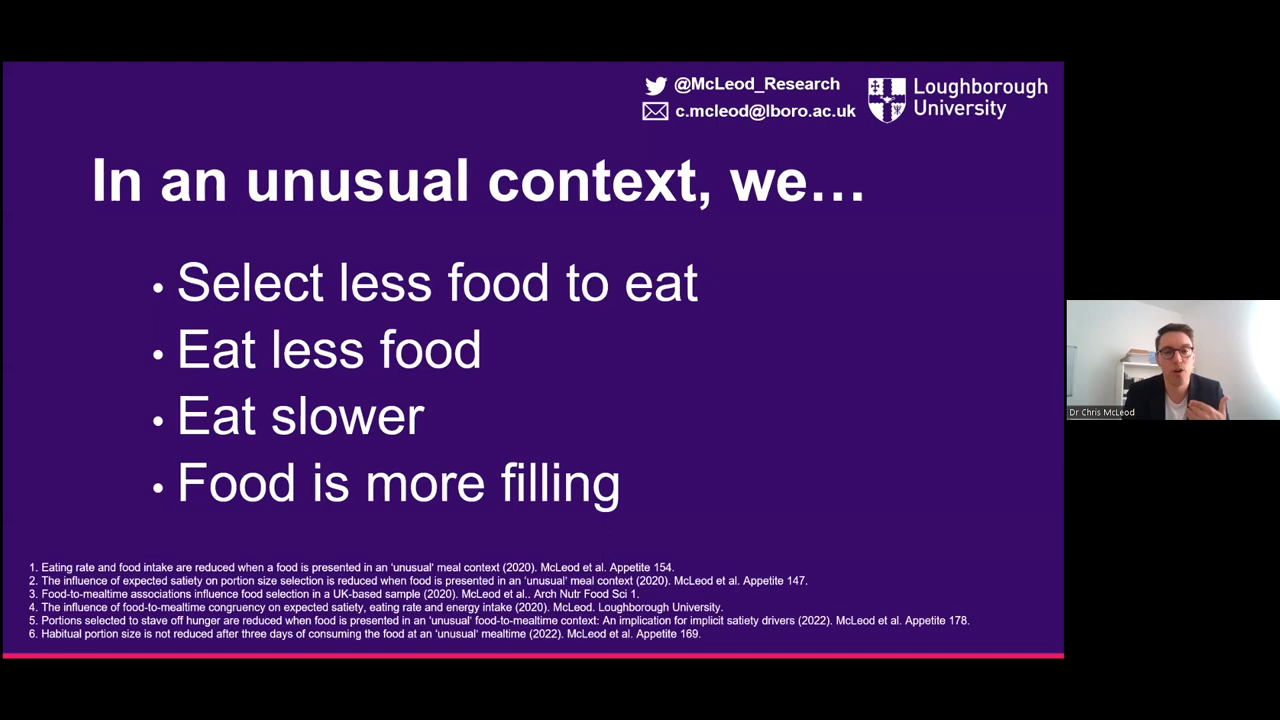 @McLeod_Research
c.mcleod@lboro.ac.uk
Loughborough
University
In an unusual context, we…
• Select less food to eat
• Eat less food
• Eat slower
• Food is more filling
1. Eating rate and food intake are reduced when a food is presented in an 'unusual' meal context (2020). McLeod et al. Appetite 154.
2. The influence of expected satiety on portion size selection is reduced when food is presented in an 'unusual' meal context (2020). McLeod et al. Appetite 147.
3. Food-to-mealtime associations influence food selection in a UK-based sample (2020). McLeod et al.. Arch Nutr Food Sci 1.
4. The influence of food-to-mealtime congruency on expected satiety, eating rate and energy intake (2020). McLeod. Loughborough University.
5. Portions selected to stave off hunger are reduced when food is presented in an 'unusual' food-to-mealtime context: An implication for implicit satiety drivers (2022). McLeod et al. Appetite 178.
6. Habitual portion size is not reduced after three days of consuming the food at an 'unusual' mealtime (2022). McLeod et al. Appetite 169.
Dr Chris McLeod